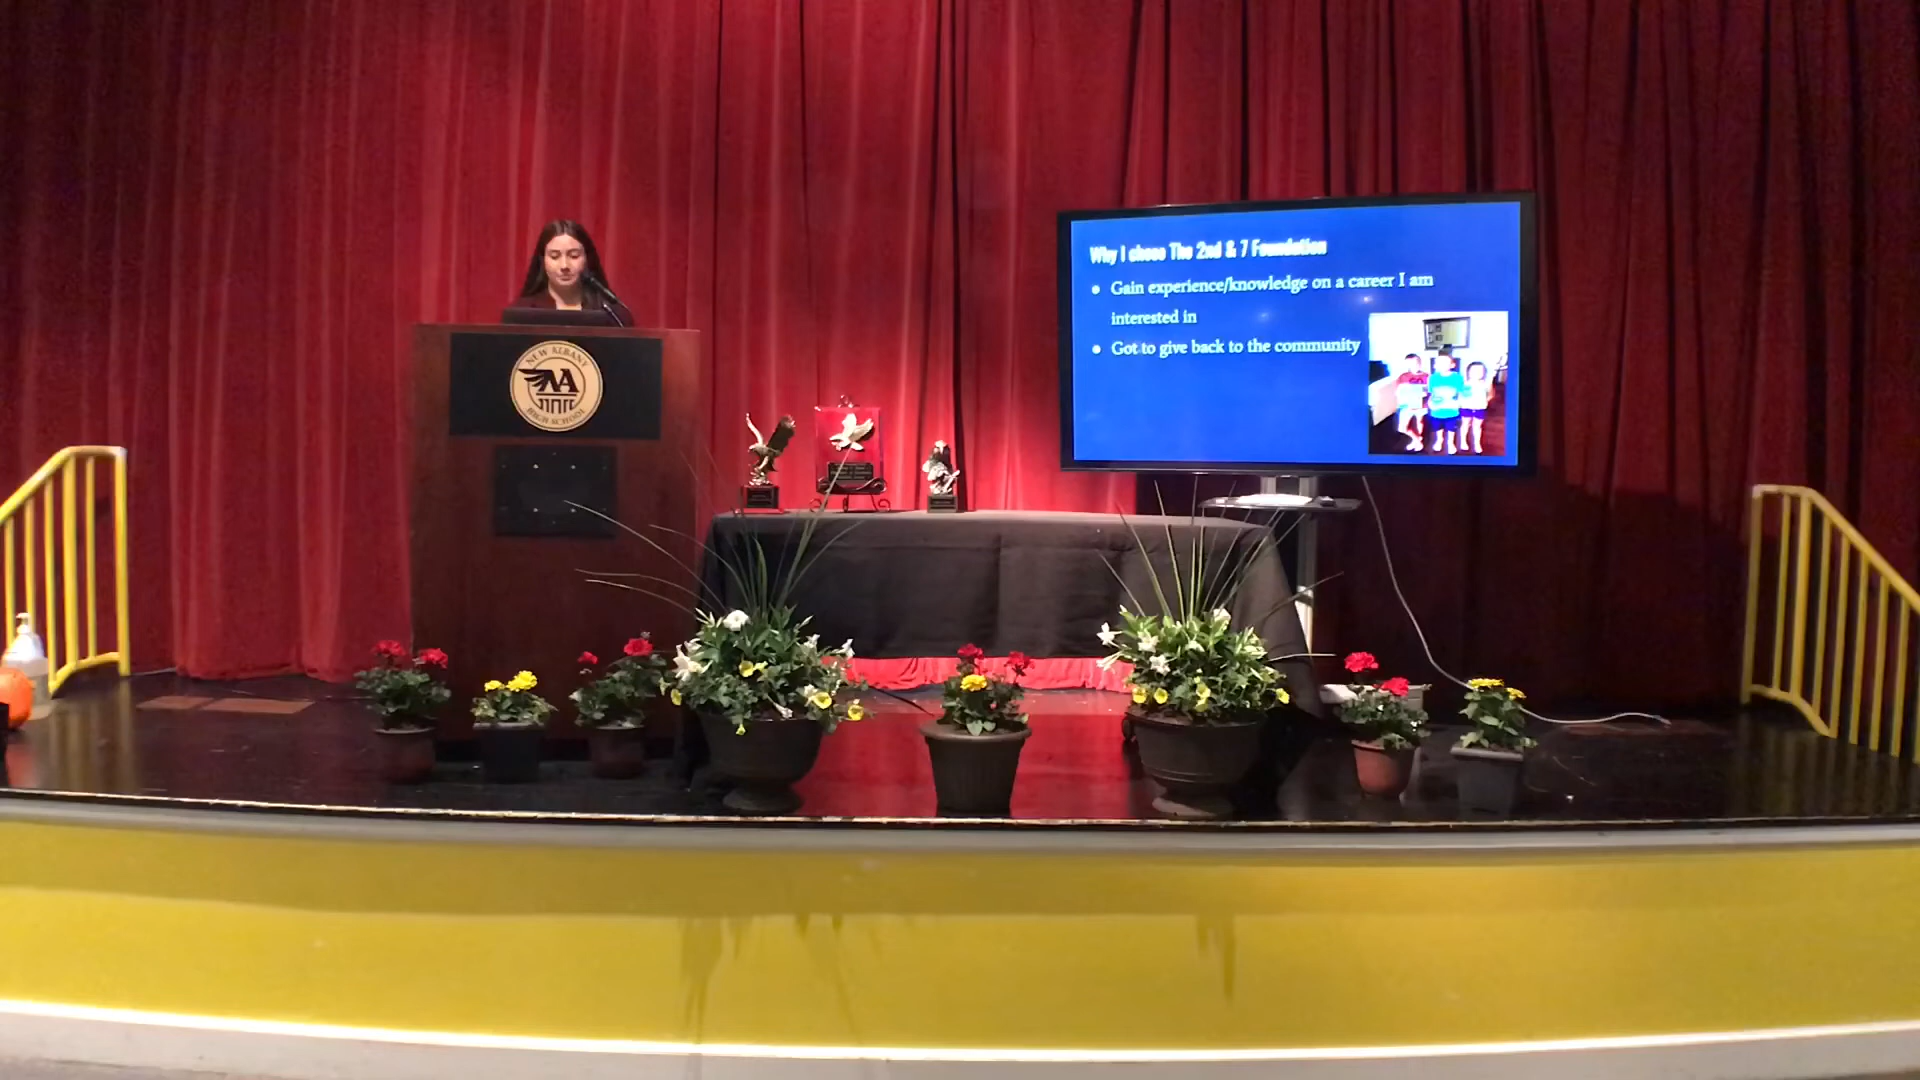 NEW ALBANY
NA
HIGH SCHOOL
Why I chose The 2nd & 7 Foundation
Gain experience/knowledge on a career I am
interested in
Got to give back to the community